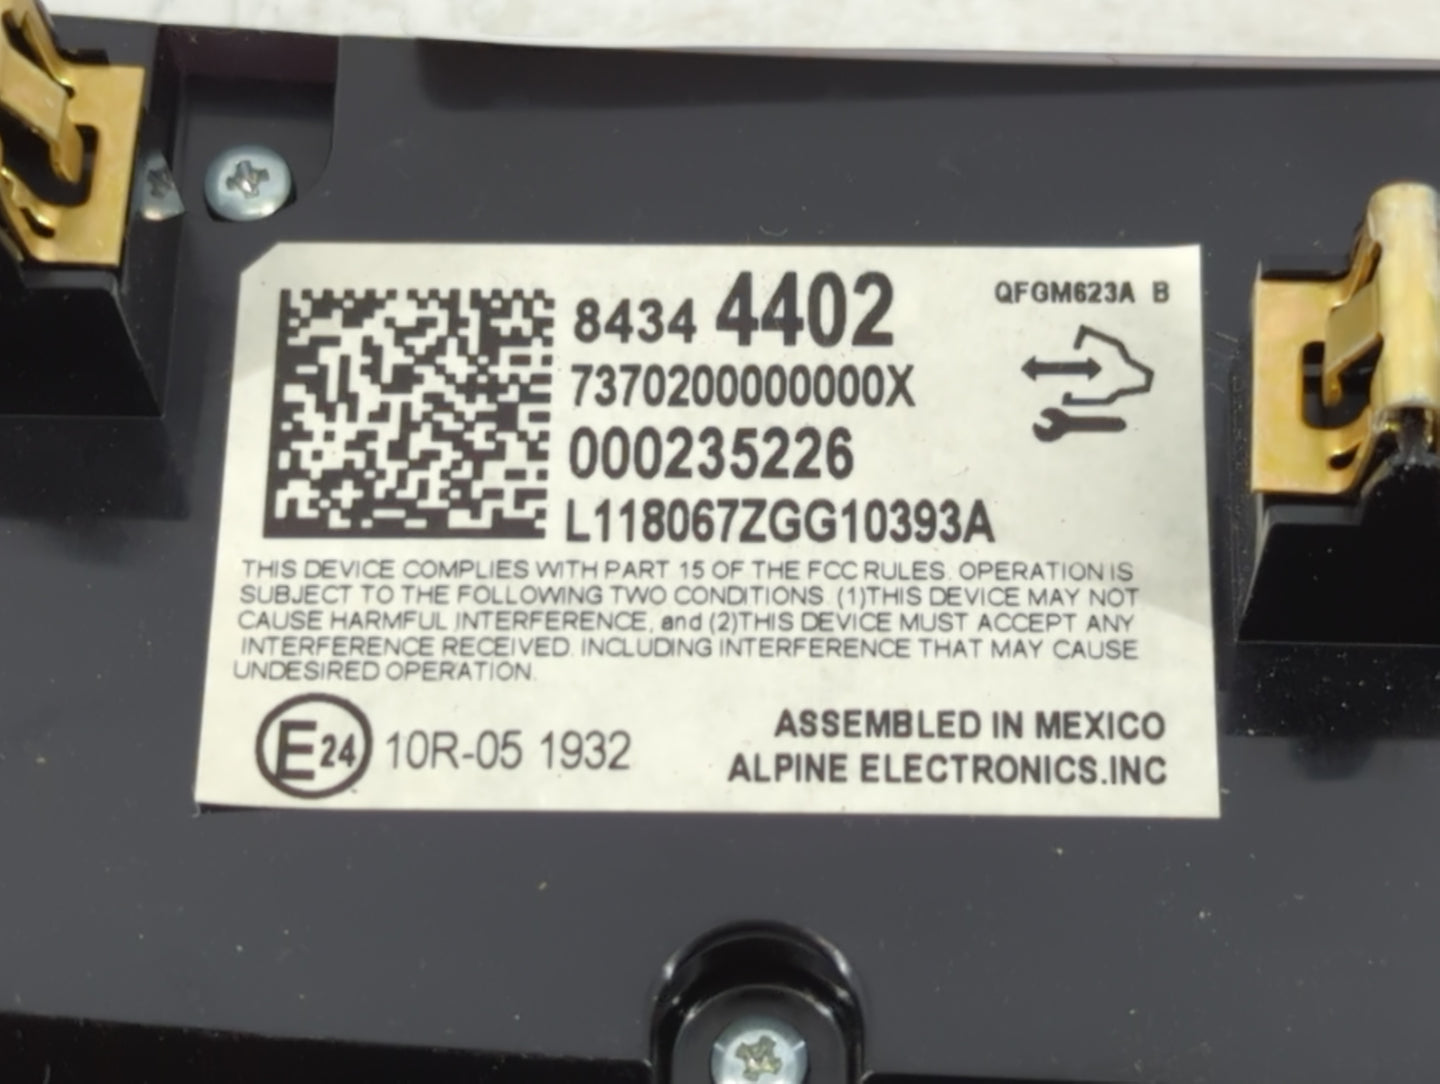 8434 4402
QFGM623A B
7370200000000X
000235226
L118067ZGG10393A
THIS DEVICE COMPLIES WITH PART 15 OF THE FCC RULES. OPERATION IS
SUBJECT TO THE FOLLOWING TWO CONDITIONS. (1)THIS DEVICE MAY NOT
CAUSE HARMFUL INTERFERENCE, and (2)THIS DEVICE MUST ACCEPT ANY
INTERFERENCE RECEIVED. INCLUDING INTERFERENCE THAT MAY CAUSE
UNDESIRED OPERATION.
E24 10R-05 1932
ASSEMBLED IN MEXICO
ALPINE ELECTRONICS.INC